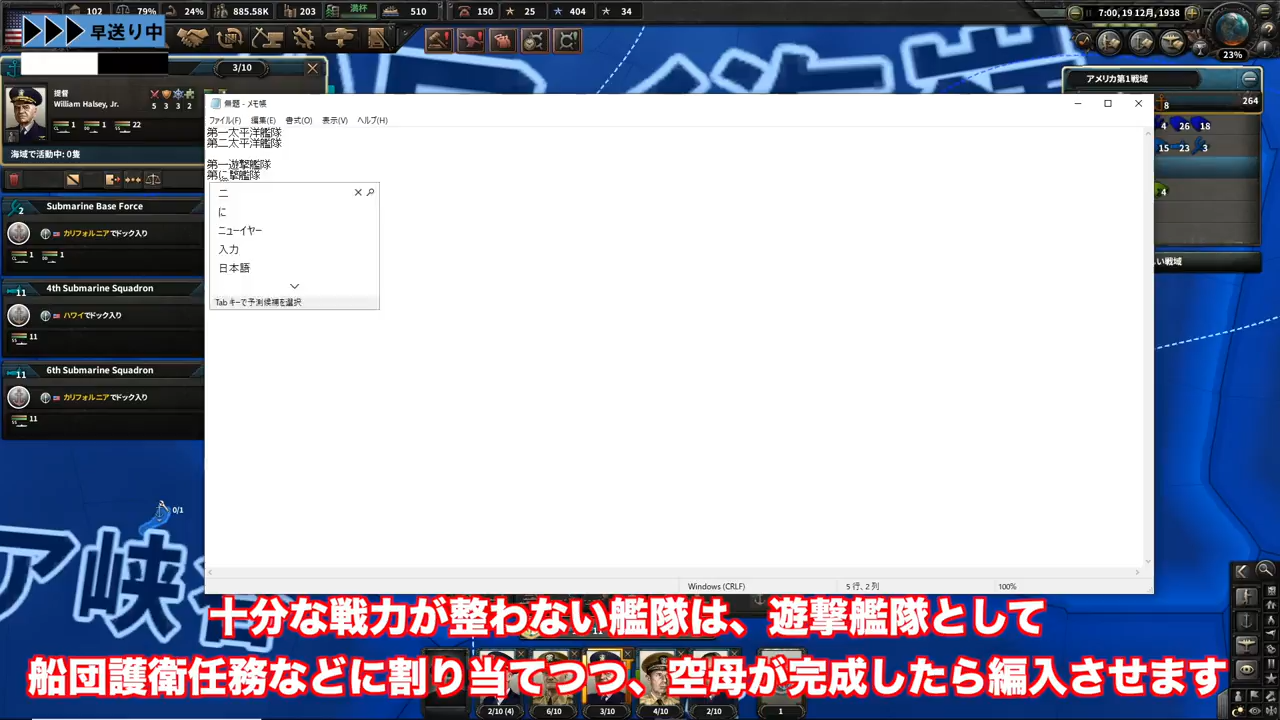 102 79% 24% 885.58K 203 満杯 510 150 25 404 34 7:00, 19 12月, 1938
早送り中
23%
3/10
アメリカ第1戦域
8 264
提督
William Halsey, Jr.
5 3 3 2
1 1 22
海域で活動中: 0隻
Submarine Base Force
2
カリフォルニアでドック入り
1 1
4th Submarine Squadron
11
ハワイでドック入り
11
6th Submarine Squadron
11
カリフォルニアでドック入り
11
無題 - メモ帳
ファイル(F) 編集(E) 書式(O) 表示(V) ヘルプ(H)
第一太平洋艦隊
第二太平洋艦隊
第一遊撃艦隊
第に撃艦隊
二
に
ニューイヤー
入力
日本語
Tab キーで予測候補を選択
4 26 18
15 23 3
4
い戦域
0/1
Windows (CRLF) 5 行、2 列 100%
ア峡
十分な戦力が整わない艦隊は、遊撃艦隊として
船団護衛任務などに割り当てつつ、空母が完成したら編入させます
2/10 (4) 6/10 3/10 4/10 2/10 1